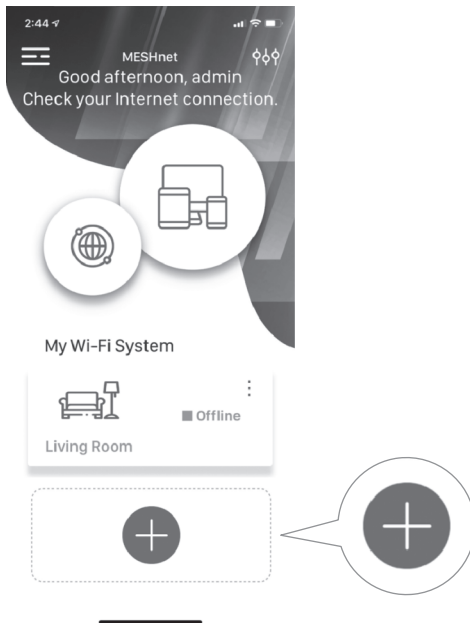 2:44
MESHnet
Good afternoon, admin
Check your Internet connection.
My Wi-Fi System
Offline
Living Room